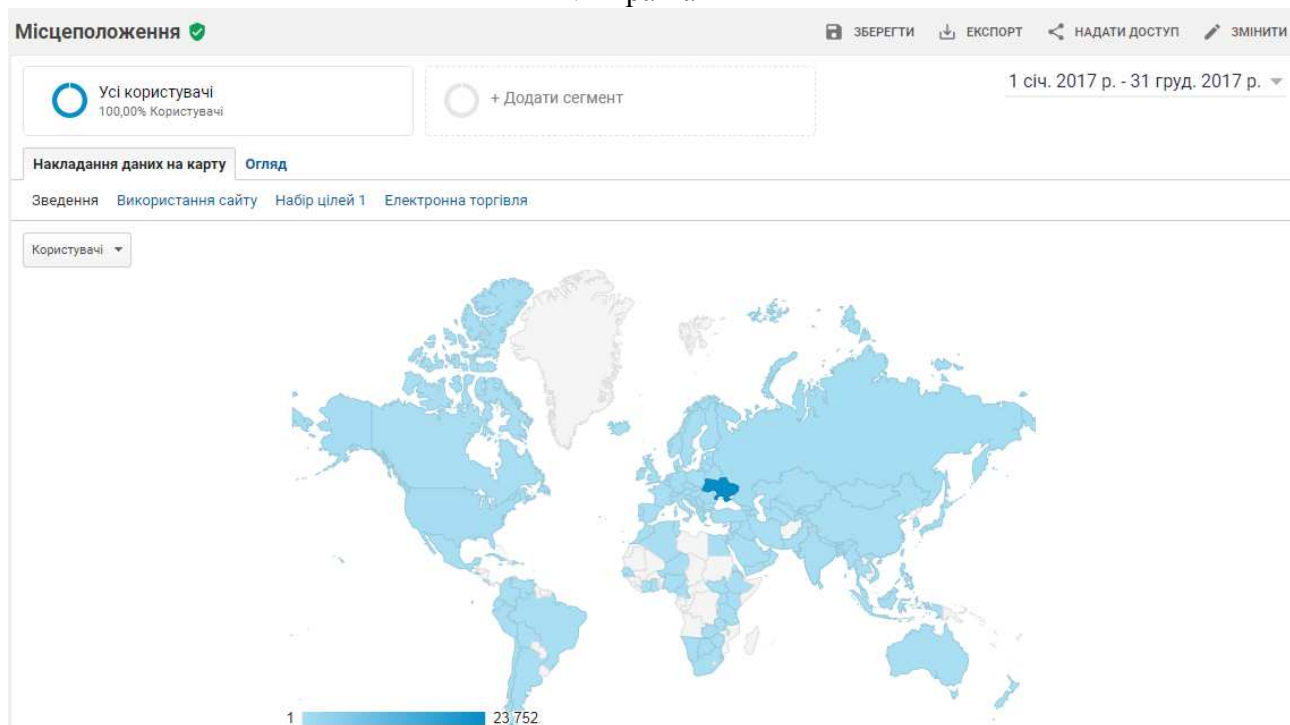 Місцеположення
ЗБЕРЕГТИ ЕКСПОРТ НАДАТИ ДОСТУП ЗМІНИТИ
Усі користувачі
100,00% Користувачі
+ Додати сегмент
1 січ. 2017 р. - 31 груд. 2017 р.
Накладання даних на карту Огляд
Зведення Використання сайту Набір цілей 1 Електронна торгівля
Користувачі
1 23 752